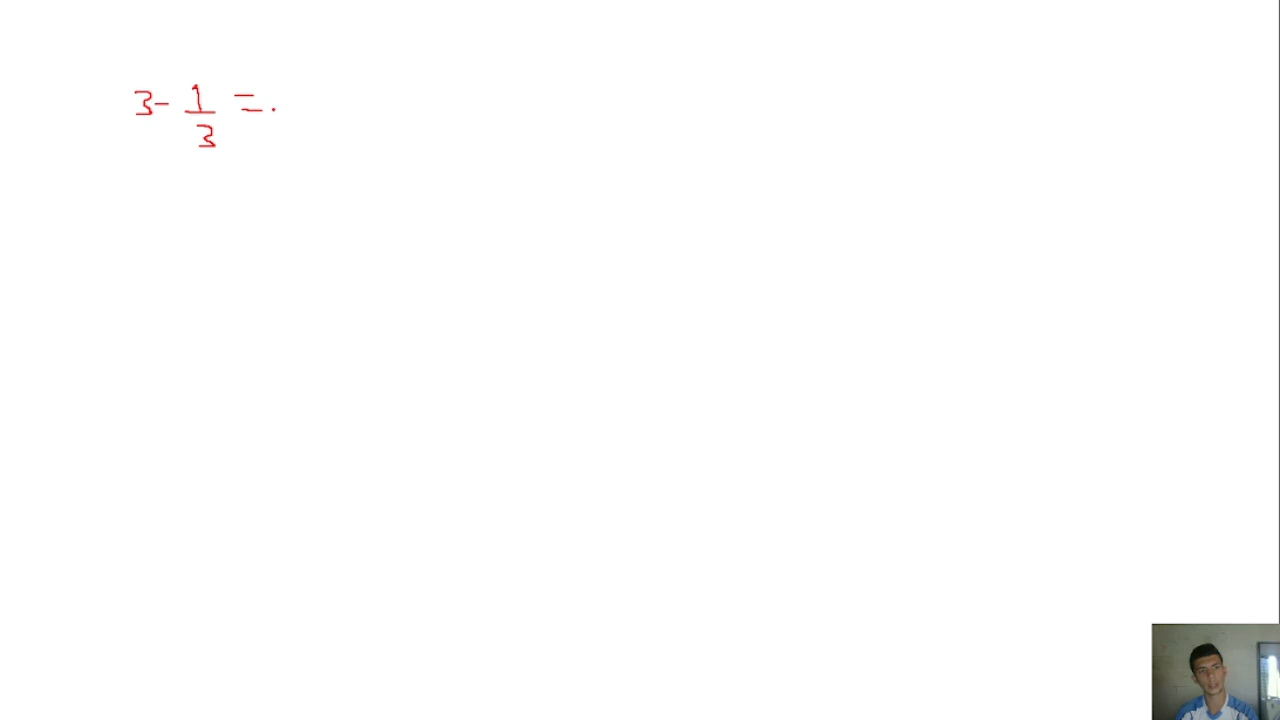 3 - 1/3 = .